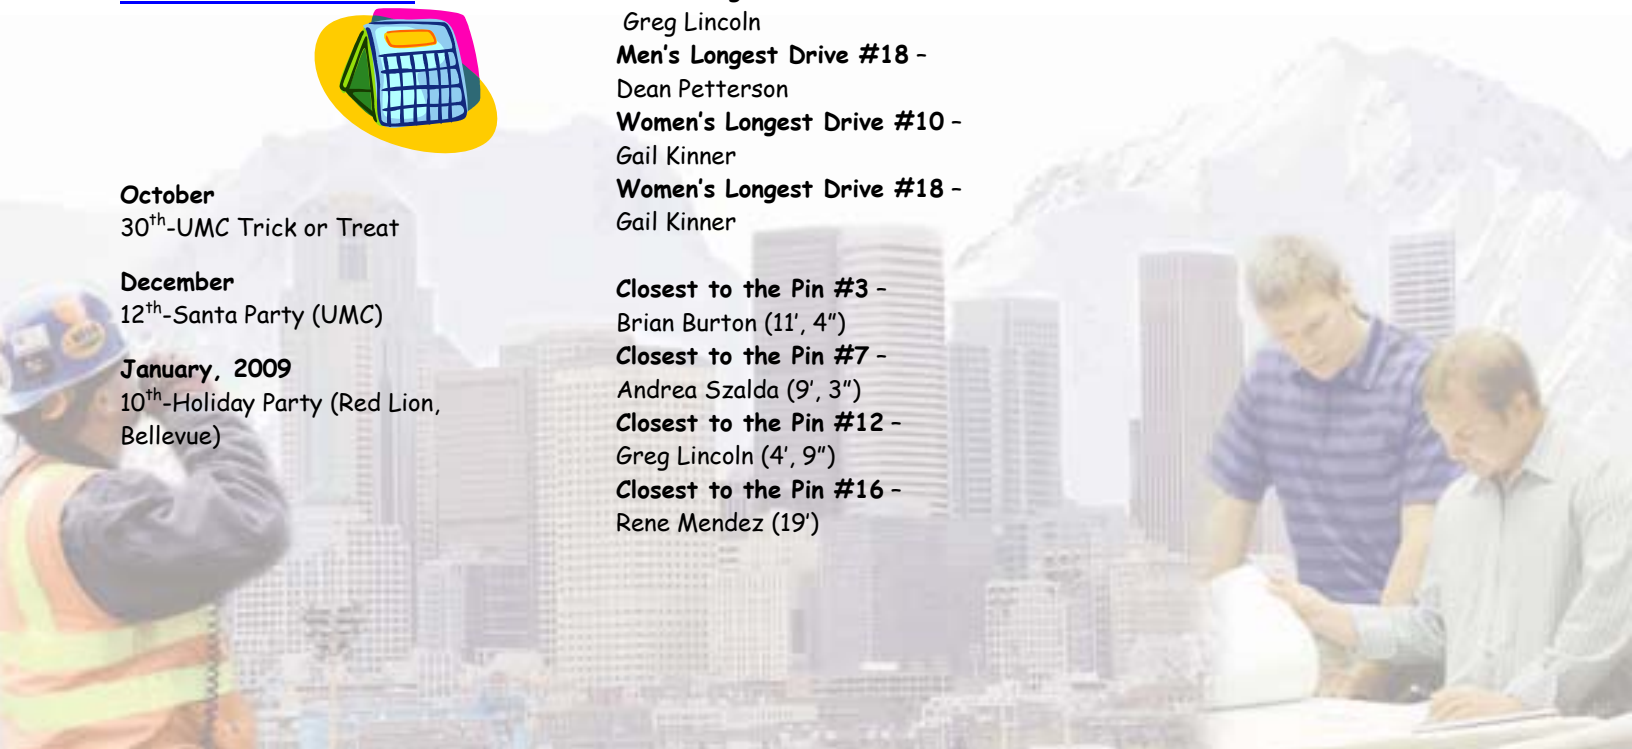 October
30th-UMC Trick or Treat
December
12th-Santa Party (UMC)
January, 2009
10th-Holiday Party (Red Lion,
Bellevue)
Greg Lincoln
Men's Longest Drive #18 –
Dean Petterson
Women's Longest Drive #10 –
Gail Kinner
Women's Longest Drive #18 –
Gail Kinner
Closest to the Pin #3 –
Brian Burton (11', 4")
Closest to the Pin #7 –
Andrea Szalda (9', 3")
Closest to the Pin #12 –
Greg Lincoln (4', 9")
Closest to the Pin #16 –
Rene Mendez (19')